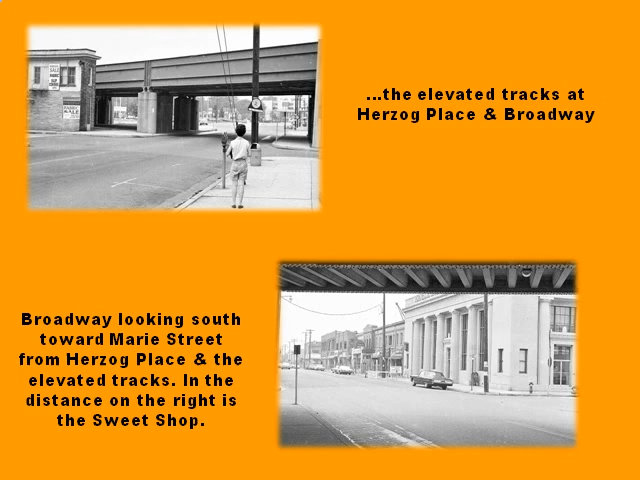 ...the elevated tracks at
Herzog Place & Broadway
Broadway looking south
toward Marie Street
from Herzog Place & the
elevated tracks. In the
distance on the right is
the Sweet Shop.